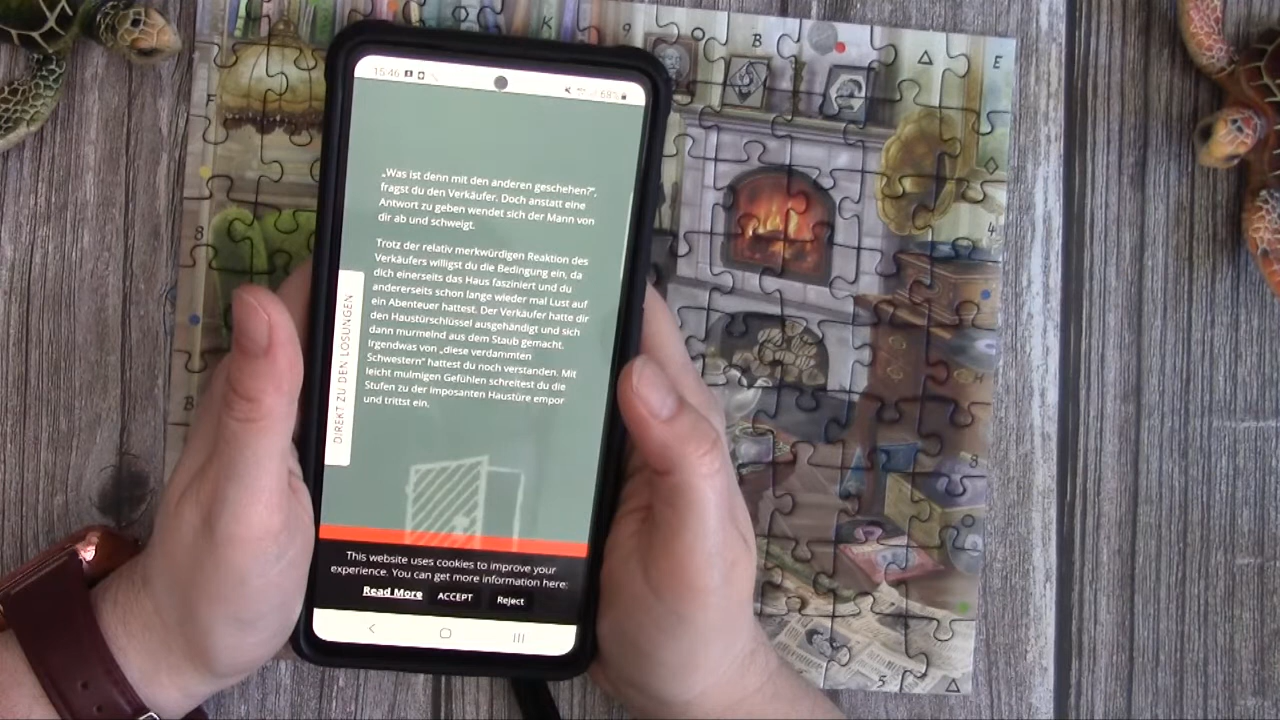 15:46
68%
„Was ist denn mit den anderen geschehen?“,
fragst du den Verkäufer. Doch anstatt eine
Antwort zu geben wendet sich der Mann von
dir ab und schweigt.
Trotz der relativ merkwürdigen Reaktion des
Verkäufers willigst du die Bedingung ein, da
dich einerseits das Haus fasziniert und du
andererseits schon lange wieder mal Lust auf
ein Abenteuer hattest. Der Verkäufer hatte dir
den Haustürschlüssel ausgehändigt und sich
dann murmelnd aus dem Staub gemacht.
Irgendwas von „diese verdammten
Schwestern“ hattest du noch verstanden. Mit
leicht mulmigen Gefühlen schreitest du die
Stufen zu der imposanten Haustüre empor
und trittst ein.
DIREKT ZU DEN LÖSUNGEN
This website uses cookies to improve your
experience. You can get more information here:
Read More ACCEPT Reject
K
9
B
E
F
4
8
H
B
8
5